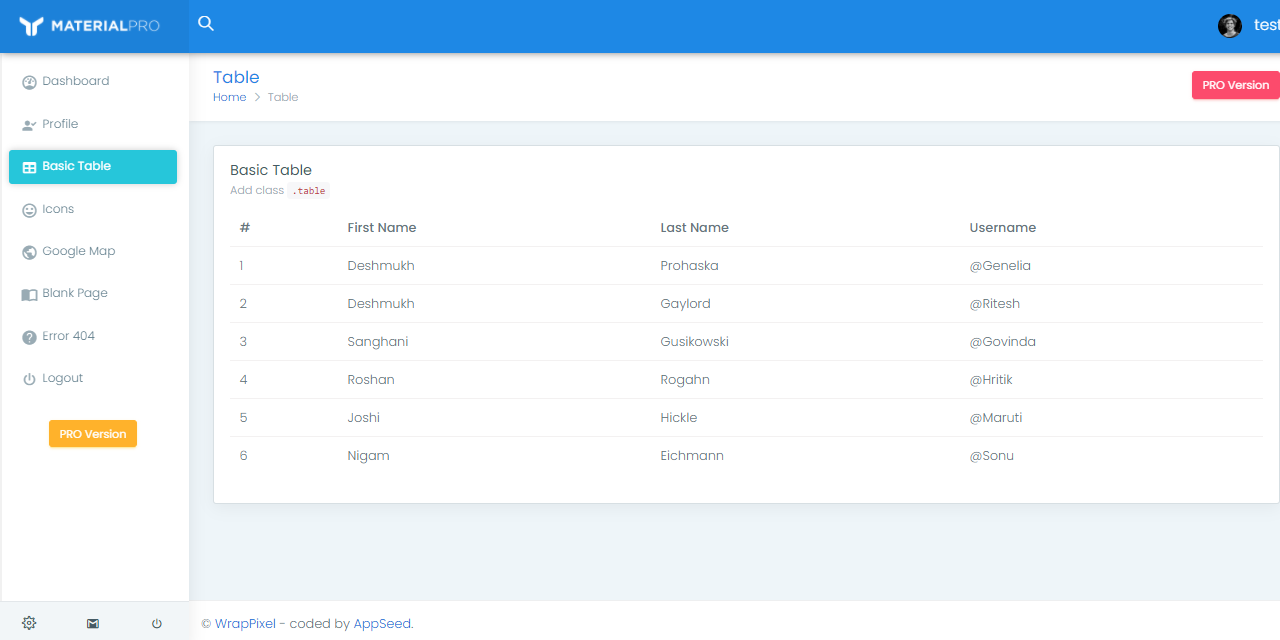 MATERIALPRO
test
Dashboard
Profile
Basic Table
Icons
Google Map
Blank Page
Error 404
Logout
PRO Version
Table
Home > Table
PRO Version
Basic Table
Add class .table
# First Name Last Name Username
1 Deshmukh Prohaska @Genelia
2 Deshmukh Gaylord @Ritesh
3 Sanghani Gusikowski @Govinda
4 Roshan Rogahn @Hritik
5 Joshi Hickle @Maruti
6 Nigam Eichmann @Sonu
© WrapPixel - coded by AppSeed.